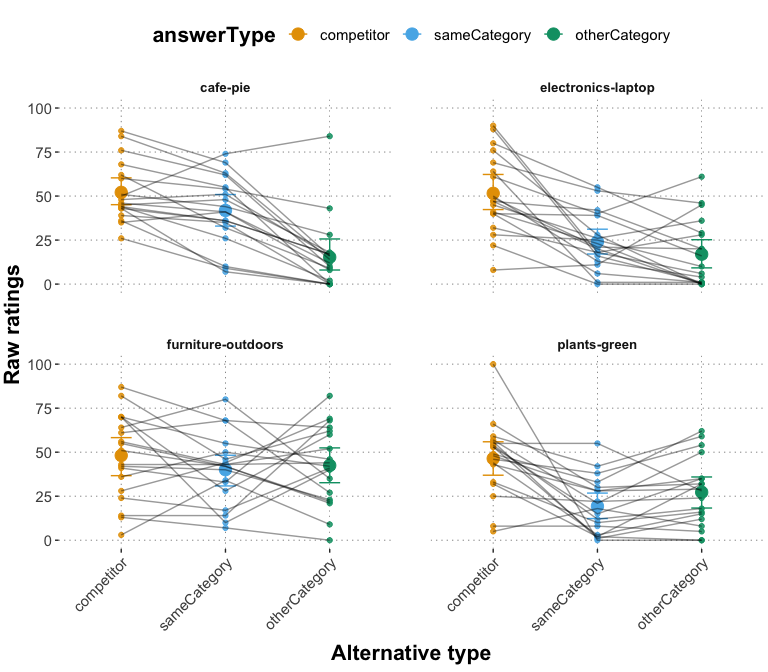 answerType competitor sameCategory otherCategory
cafe-pie
electronics-laptop
100
75
50
25
0
furniture-outdoors
plants-green
100
75
50
25
0
Raw ratings
competitor
sameCategory
otherCategory
competitor
sameCategory
otherCategory
Alternative type